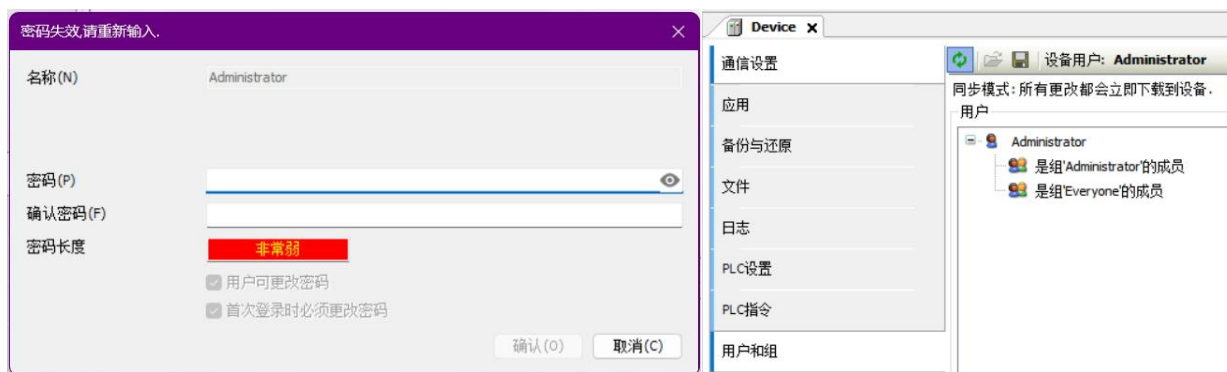 密码失效,请重新输入.
名称(N)
Administrator
密码(P)
确认密码(F)
密码长度
非常弱
用户可更改密码
首次登录时必须更改密码
确认(O)
取消(C)
Device
通信设置
应用
备份与还原
文件
日志
PLC设置
PLC指令
用户和组
设备用户: Administrator
同步模式:所有更改都会立即下载到设备.
用户
Administrator
是组'Administrator'的成员
是组'Everyone'的成员